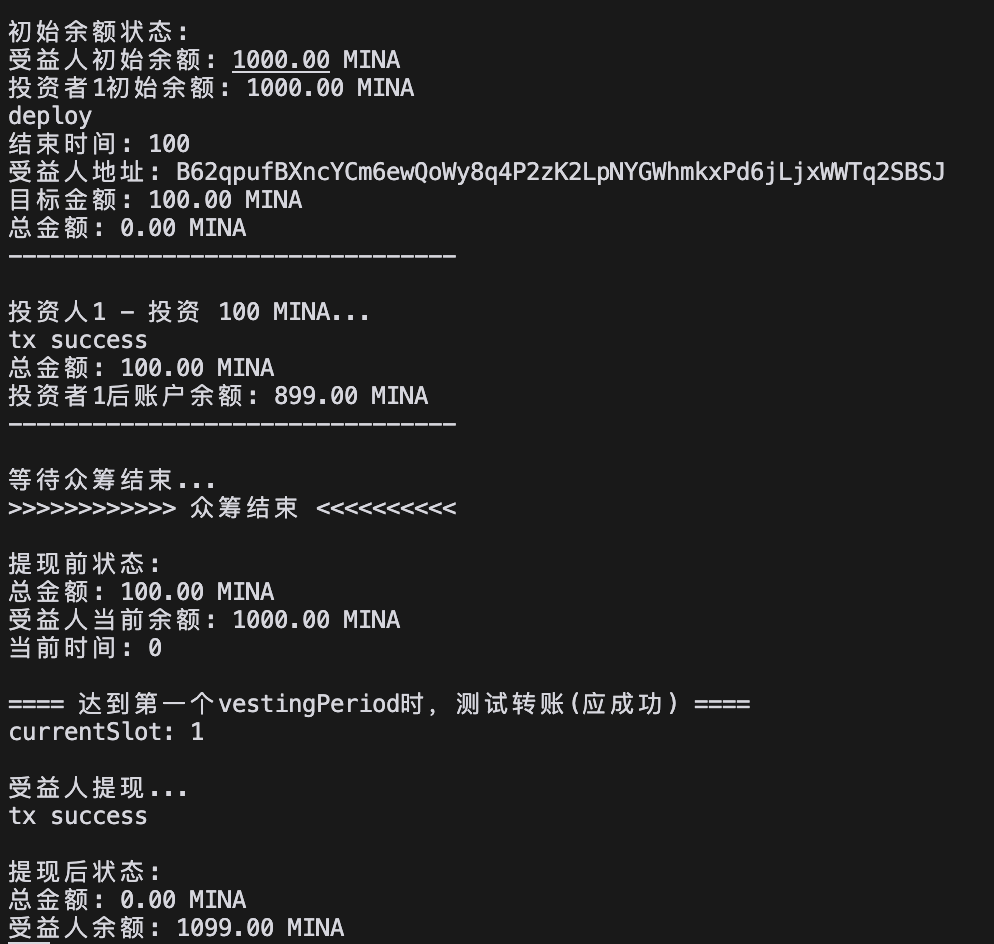 初始余额状态:
受益人初始余额: 1000.00 MINA
投资者1初始余额: 1000.00 MINA
deploy
结束时间: 100
受益人地址: B62qpufBXncYCm6ewQoWy8q4P2zK2LpNYGWhmkxPd6jLjxWWTq2SBSJ
目标金额: 100.00 MINA
总金额: 0.00 MINA
--------------------------------
投资人1 - 投资 100 MINA...
tx success
总金额: 100.00 MINA
投资者1后账户余额: 899.00 MINA
--------------------------------
等待众筹结束...
>>>>>>>>>>>> 众筹结束 <<<<<<<<<<
提现前状态:
总金额: 100.00 MINA
受益人当前余额: 1000.00 MINA
当前时间: 0
==== 达到第一个vestingPeriod时, 测试转账(应成功) ====
currentSlot: 1
受益人提现...
tx success
提现后状态:
总金额: 0.00 MINA
受益人余额: 1099.00 MINA